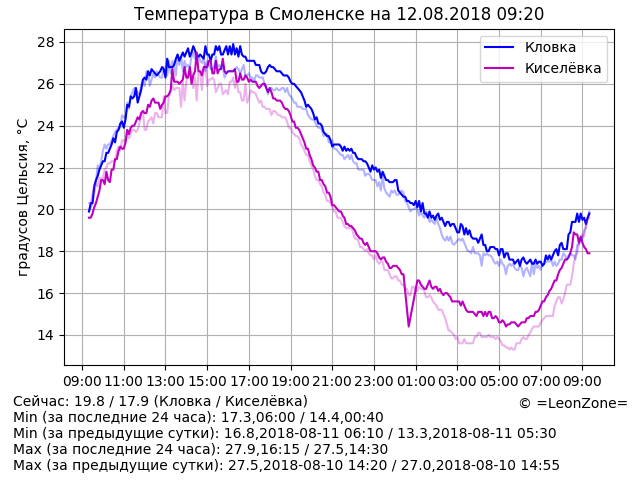 Температура в Смоленске на 12.08.2018 09:20
градусов Цельсия, °C
28
26
24
22
20
18
16
14
Кловка
Киселёвка
09:00 11:00 13:00 15:00 17:00 19:00 21:00 23:00 01:00 03:00 05:00 07:00 09:00
Сейчас: 19.8 / 17.9 (Кловка / Киселёвка)
© =LeonZone=
Min (за последние 24 часа): 17.3,06:00 / 14.4,00:40
Min (за предыдущие сутки): 16.8,2018-08-11 06:10 / 13.3,2018-08-11 05:30
Max (за последние 24 часа): 27.9,16:15 / 27.5,14:30
Max (за предыдущие сутки): 27.5,2018-08-10 14:20 / 27.0,2018-08-10 14:55